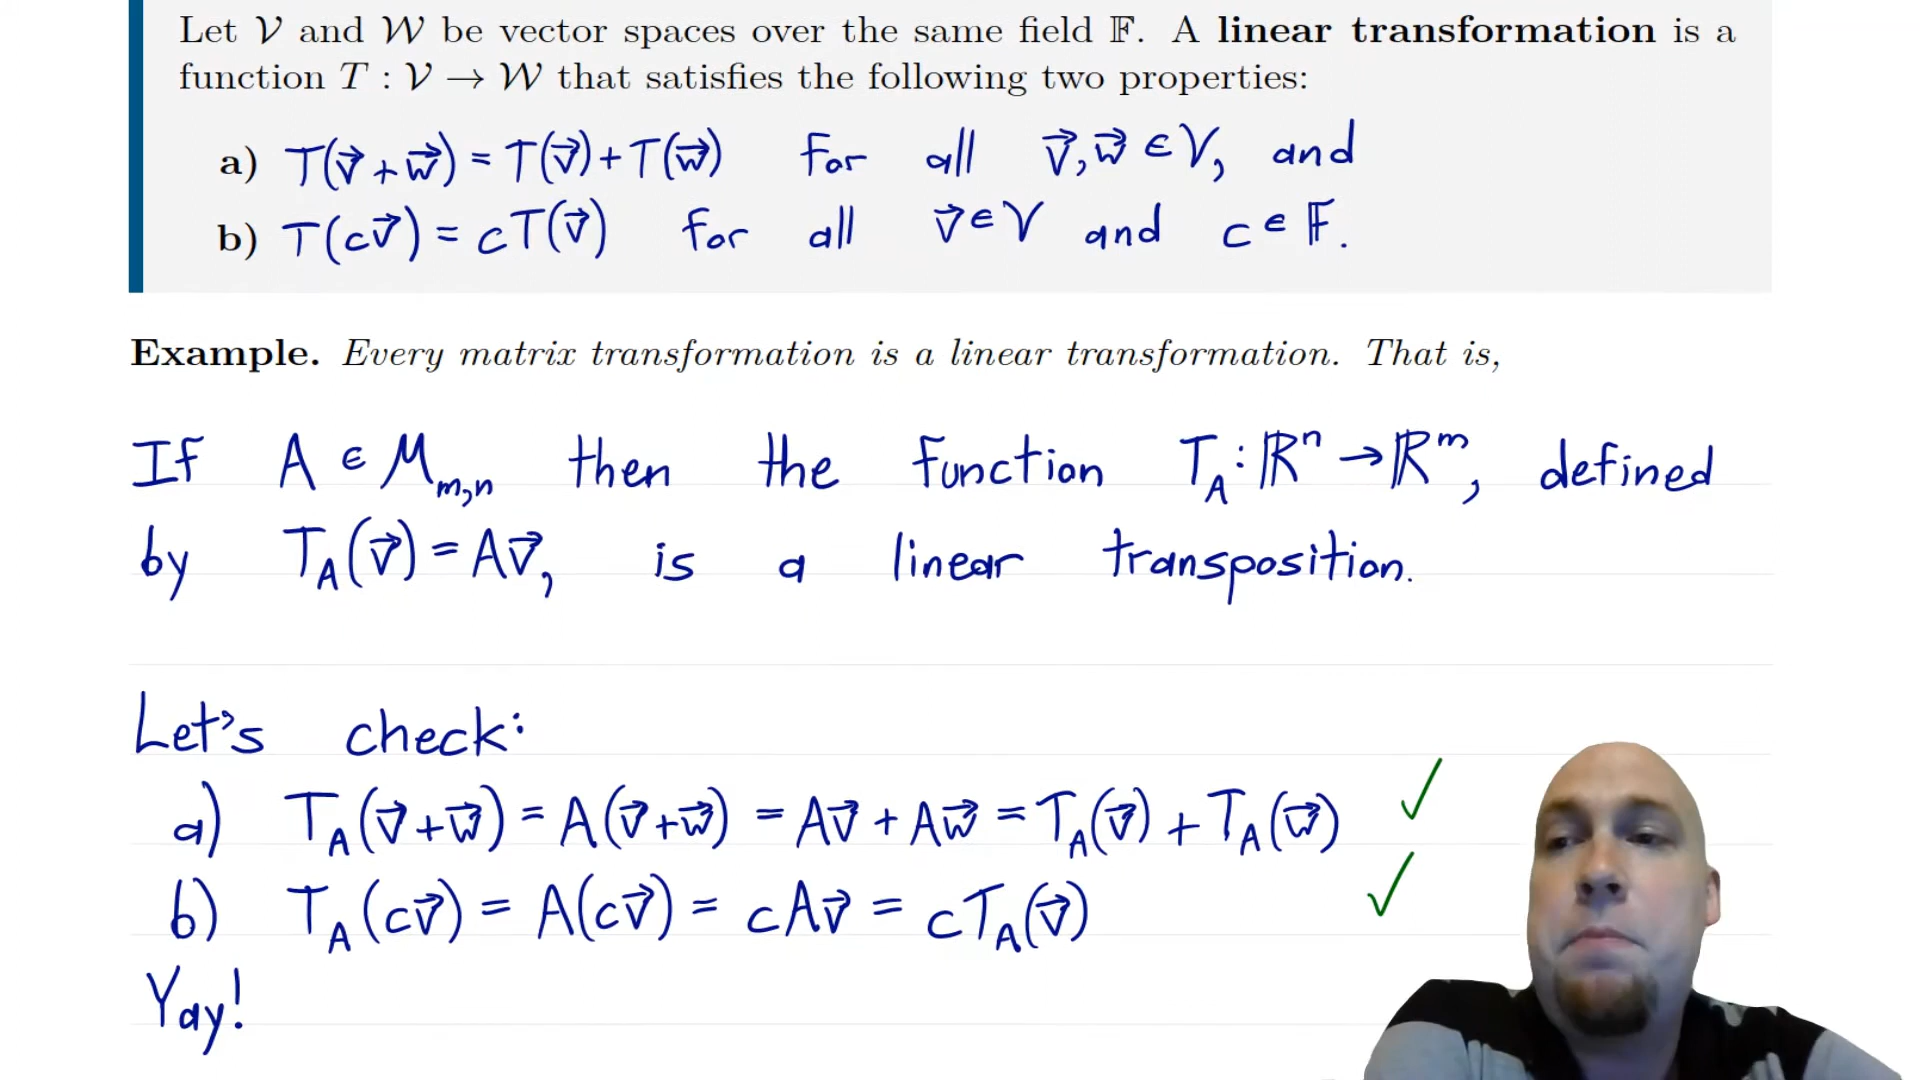 Let 𝒱 and 𝒲 be vector spaces over the same field 𝔽. A linear transformation is a
function T : 𝒱 → 𝒲 that satisfies the following two properties:
a) T(v⃗+w⃗) = T(v⃗)+T(w⃗) for all v⃗,w⃗ ∈ 𝒱, and
b) T(cv⃗) = cT(v⃗) for all v⃗∈𝒱 and c ∈ 𝔽.
Example. Every matrix transformation is a linear transformation. That is,
If A ∈ ℳ_{m,n} then the function T_A : ℝⁿ → ℝᵐ, defined
by T_A(v⃗) = Av⃗, is a linear transposition.
Let's check:
a) T_A(v⃗+w⃗) = A(v⃗+w⃗) = Av⃗ + Aw⃗ = T_A(v⃗) + T_A(w⃗) ✓
b) T_A(cv⃗) = A(cv⃗) = cAv⃗ = cT_A(v⃗) ✓
Yay!